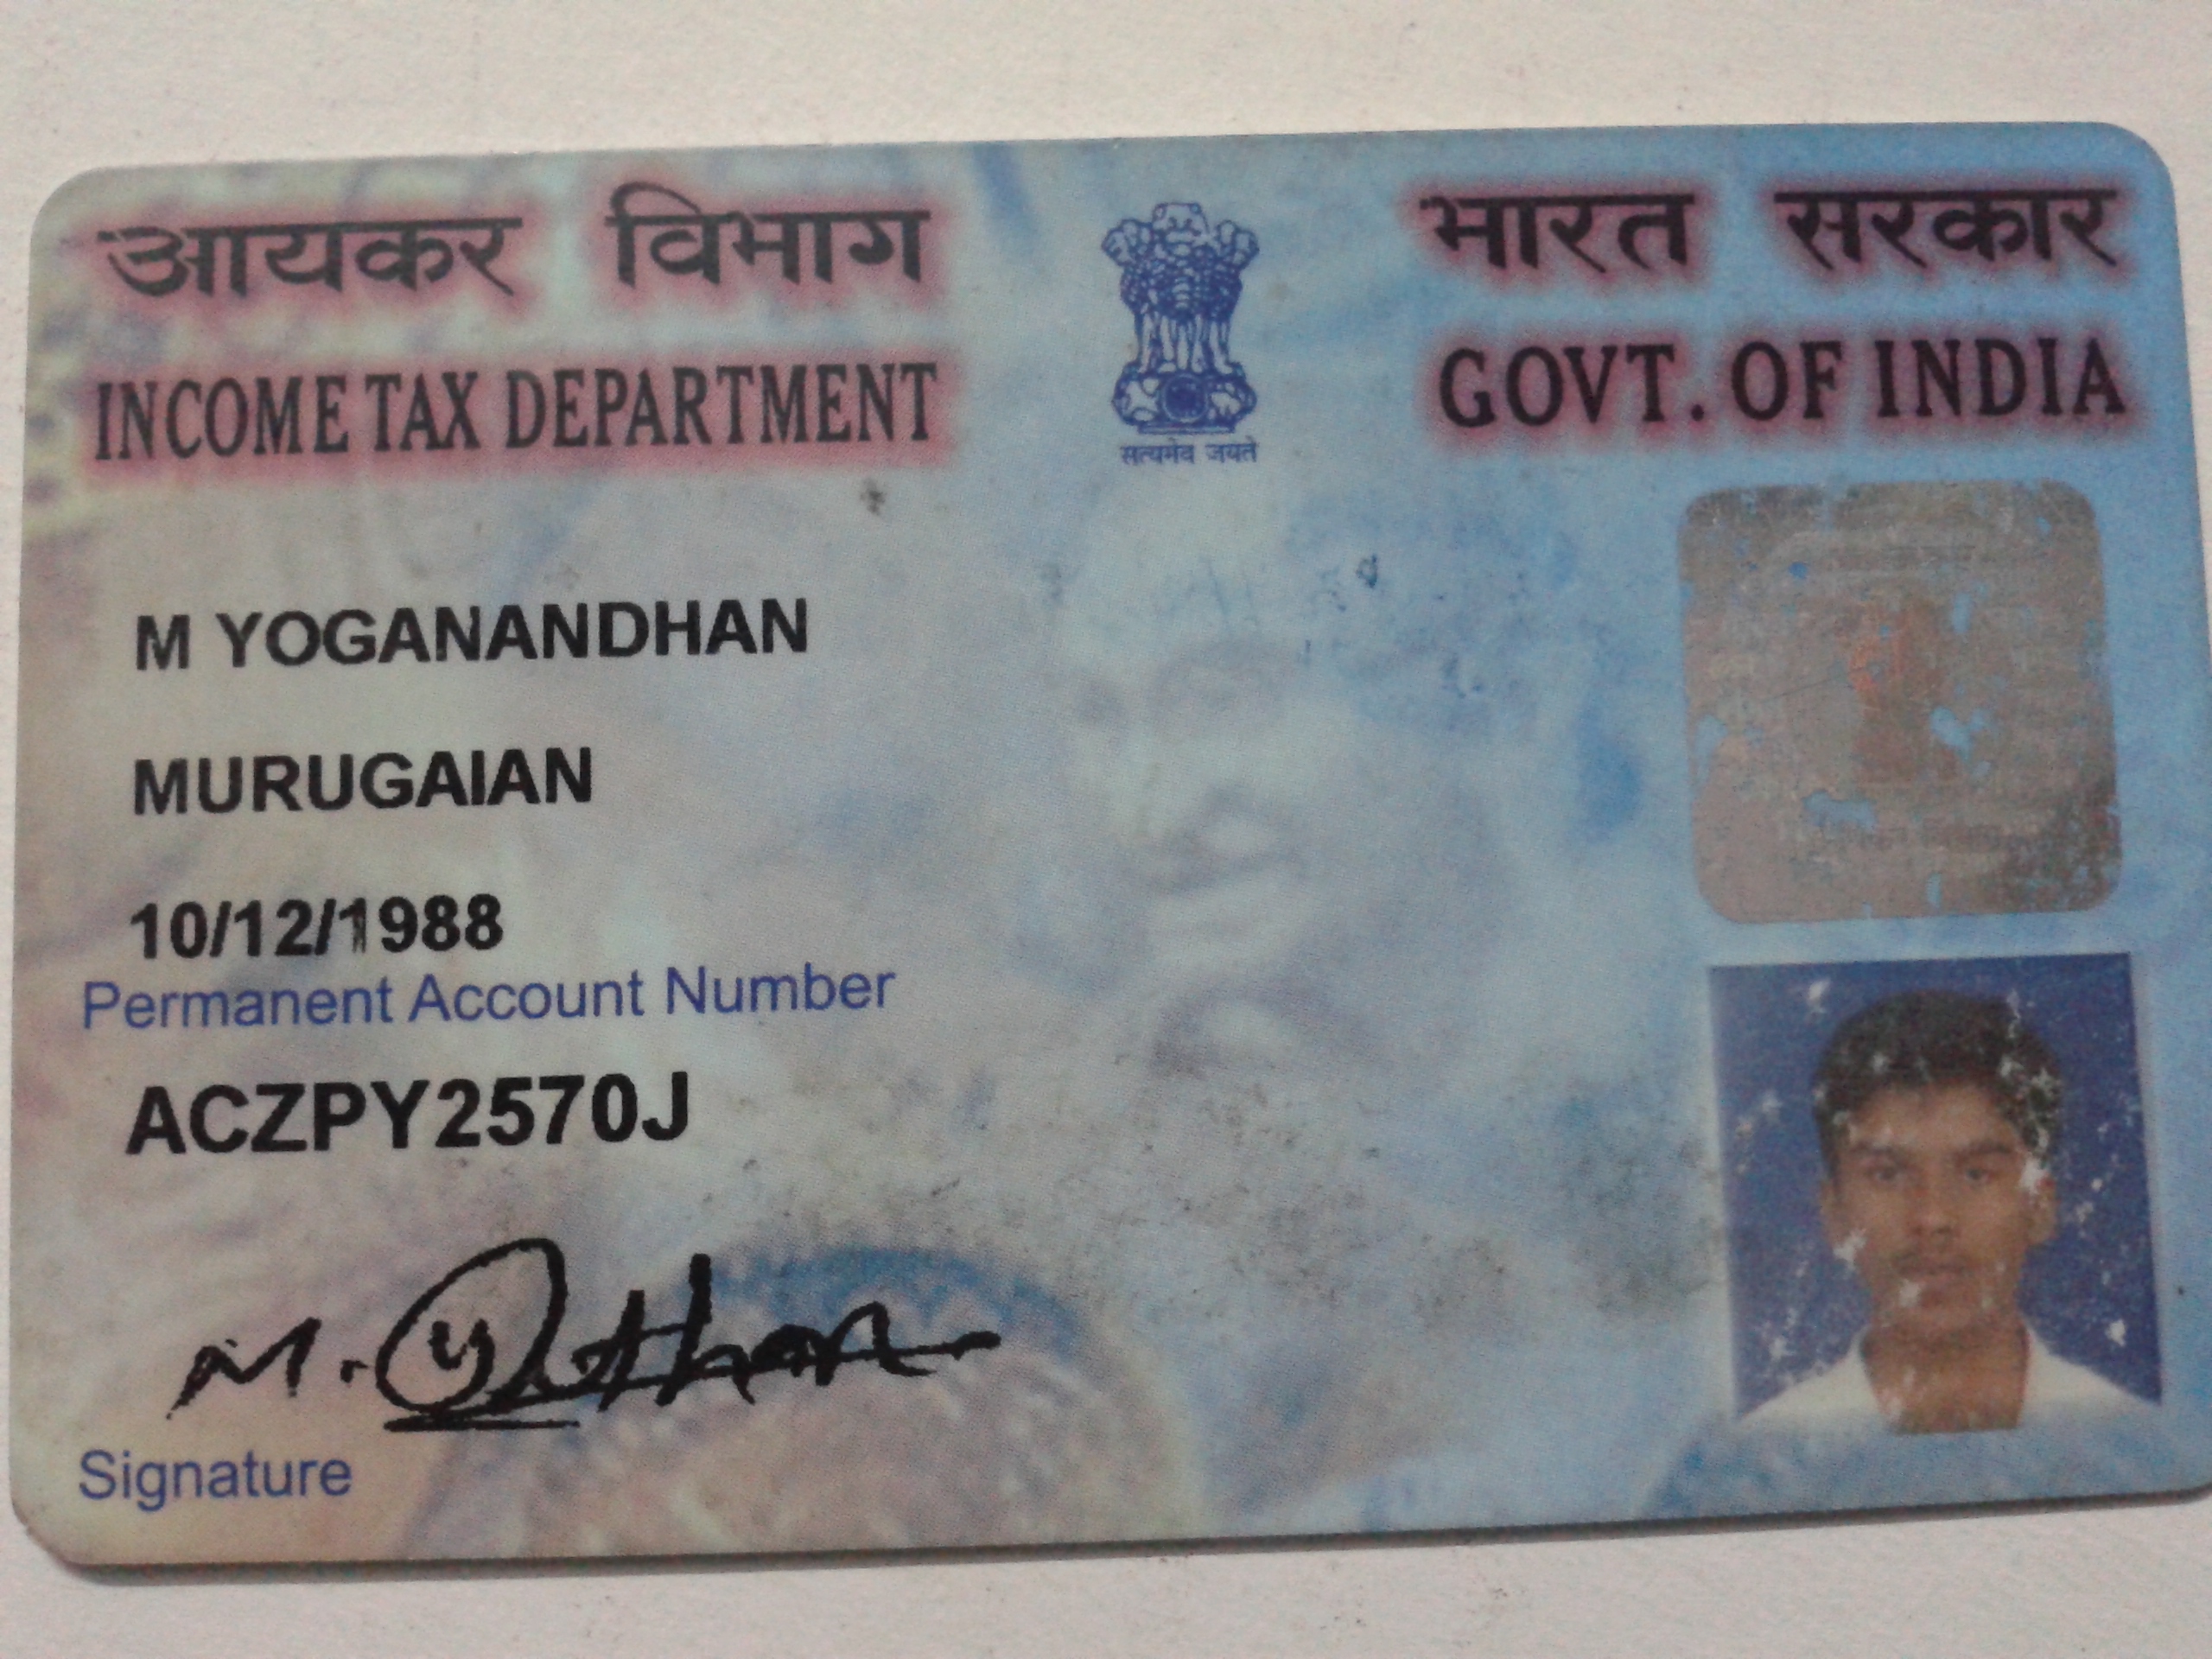 आयकर विभाग
INCOME TAX DEPARTMENT
सत्यमेव जयते
भारत सरकार
GOVT. OF INDIA
M YOGANANDHAN
MURUGAIAN
10/12/1988
Permanent Account Number
ACZPY2570J
Signature